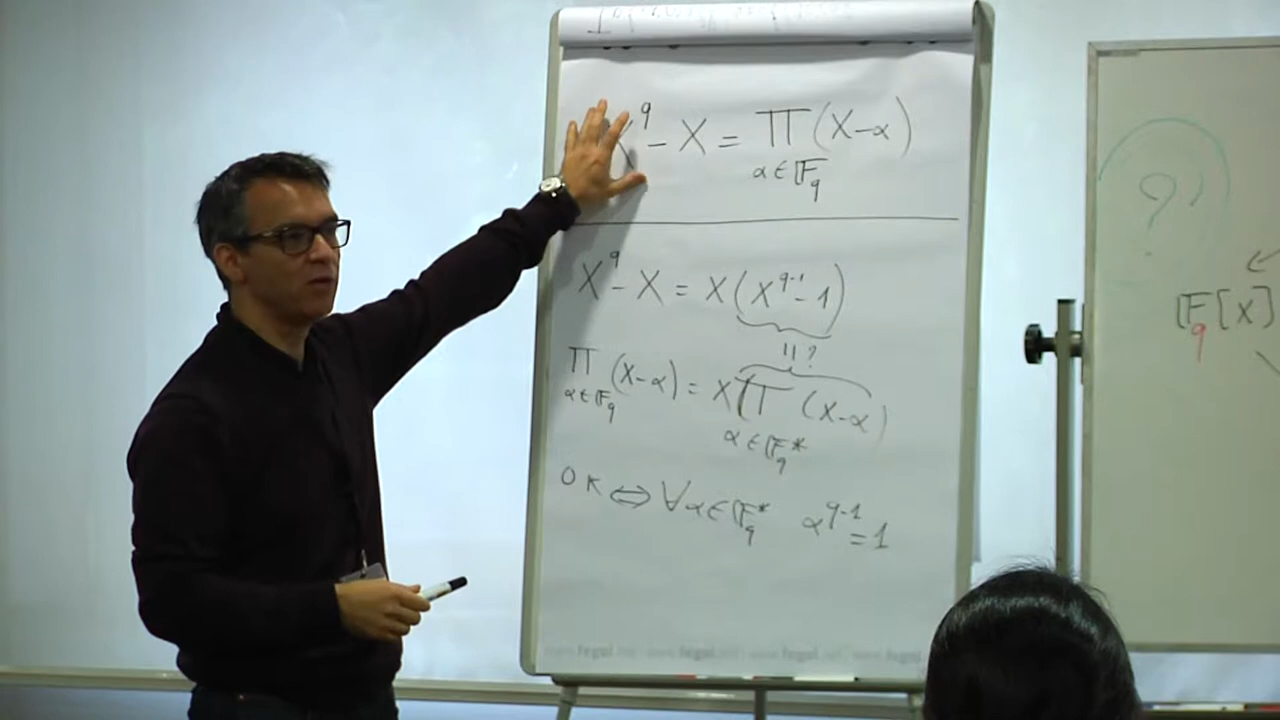 X^q - X = ∏ (X-α)
α ∈ 𝔽_q
X^q - X = X (X^{q-1} - 1)
|| ?
∏ (X-α) = X (∏ (X-α))
α ∈ 𝔽_q α ∈ 𝔽_q^*
OK ⇔ ∀ α ∈ 𝔽_q^* α^{q-1} = 1
?
𝔽_q[X]